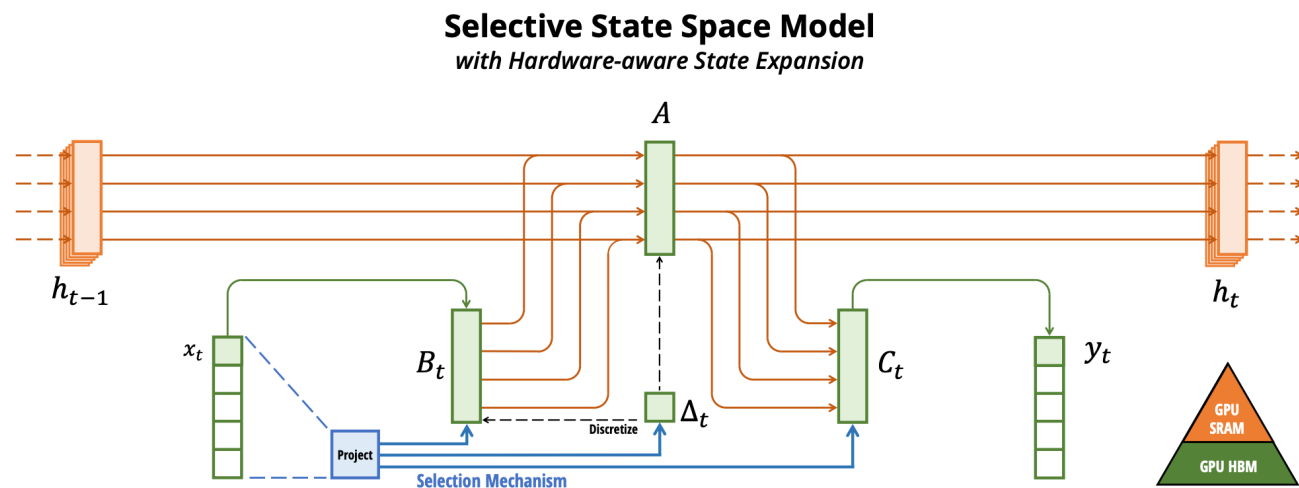 Selective State Space Model
with Hardware-aware State Expansion
A
h_{t-1}
h_t
x_t
B_t
C_t
y_t
Δ_t
Discretize
Project
Selection Mechanism
GPU
SRAM
GPU HBM